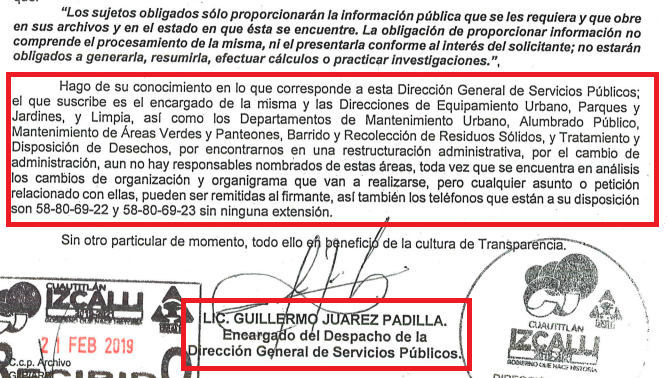 “Los sujetos obligados sólo proporcionarán la información pública que se les requiera y que obre
en sus archivos y en el estado en que ésta se encuentre. La obligación de proporcionar información no
comprende el procesamiento de la misma, ni el presentarla conforme al interés del solicitante; no estarán
obligados a generarla, resumirla, efectuar cálculos o practicar investigaciones.”,
Hago de su conocimiento en lo que corresponde a esta Dirección General de Servicios Públicos;
el que suscribe es el encargado de la misma y las Direcciones de Equipamiento Urbano, Parques y
Jardines, y Limpia, así como los Departamentos de Mantenimiento Urbano, Alumbrado Público,
Mantenimiento de Áreas Verdes y Panteones, Barrido y Recolección de Residuos Sólidos, y Tratamiento y
Disposición de Desechos, por encontrarnos en una restructuración administrativa, por el cambio de
administración, aun no hay responsables nombrados de estas áreas, toda vez que se encuentra en análisis
los cambios de organización y organigrama que van a realizarse, pero cualquier asunto o petición
relacionado con ellas, pueden ser remitidas al firmante, así también los teléfonos que están a su disposición
son 58-80-69-22 y 58-80-69-23 sin ninguna extensión.
Sin otro particular de momento, todo ello en beneficio de la cultura de Transparencia.
CUAUTITLÁN
IZCALLI
GOBIERNO QUE HACE HISTORIA
21 FEB 2019
C.c.p. Archivo
LIC. GUILLERMO JUAREZ PADILLA.
Encargado del Despacho de la
Dirección General de Servicios Públicos.
CUAUTITLÁN
IZCALLI
GOBIERNO QUE HACE HISTORIA